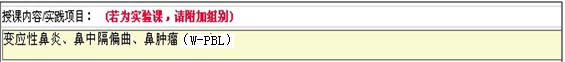 授课内容/实践项目： （若为实验课，请附加组别）
变应性鼻炎、鼻中隔偏曲、鼻肿瘤（W-PBL）